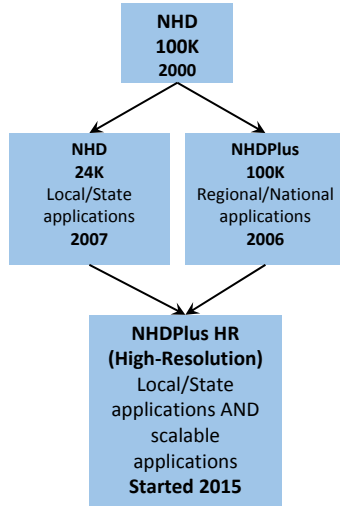 NHD
100K
2000
NHD
24K
Local/State
applications
2007
NHDPlus
100K
Regional/National
applications
2006
NHDPlus HR
(High-Resolution)
Local/State
applications AND
scalable
applications
Started 2015